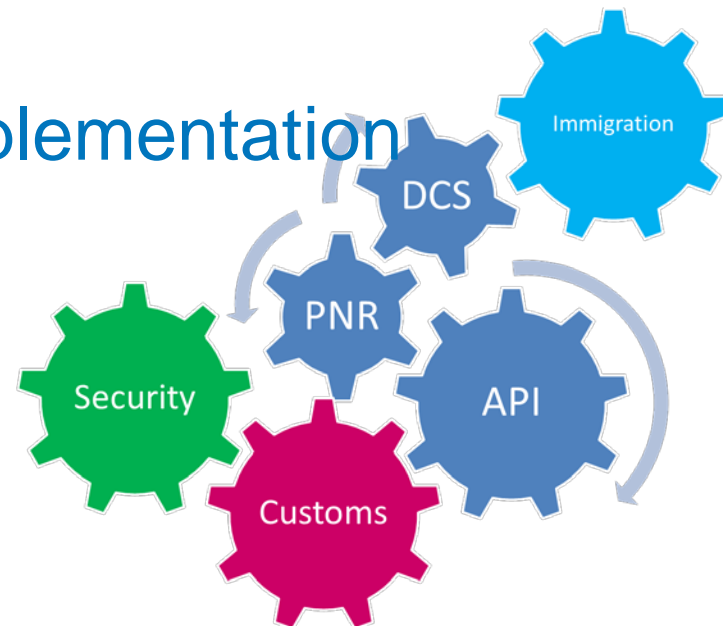 plementation
Immigration
DCS
PNR
Security
API
Customs